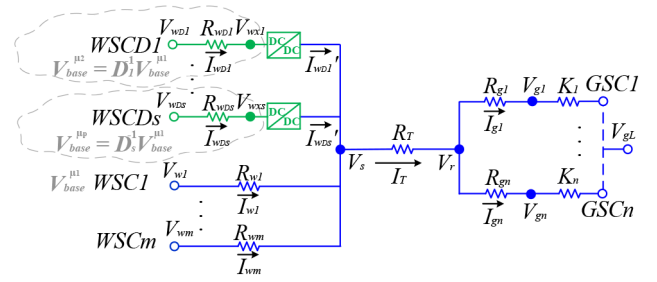 WSCD1 V_wD1 R_wD1 V_wx1 DC/DC
I_wD1 I_wD1'
V_base^μ2 = D_1^-1 V_base^μ1
WSCDs V_wDs R_wDs V_wxs DC/DC
I_wDs I_wDs'
V_base^μp = D_s^-1 V_base^μ1
V_base^μ1 WSC1 V_w1 R_w1
I_w1
WSCm V_wm R_wm
I_wm
V_s R_T V_r
I_T
R_g1 V_g1 K_1 GSC1
I_g1
V_gL
R_gn K_n
I_gn V_gn GSCn